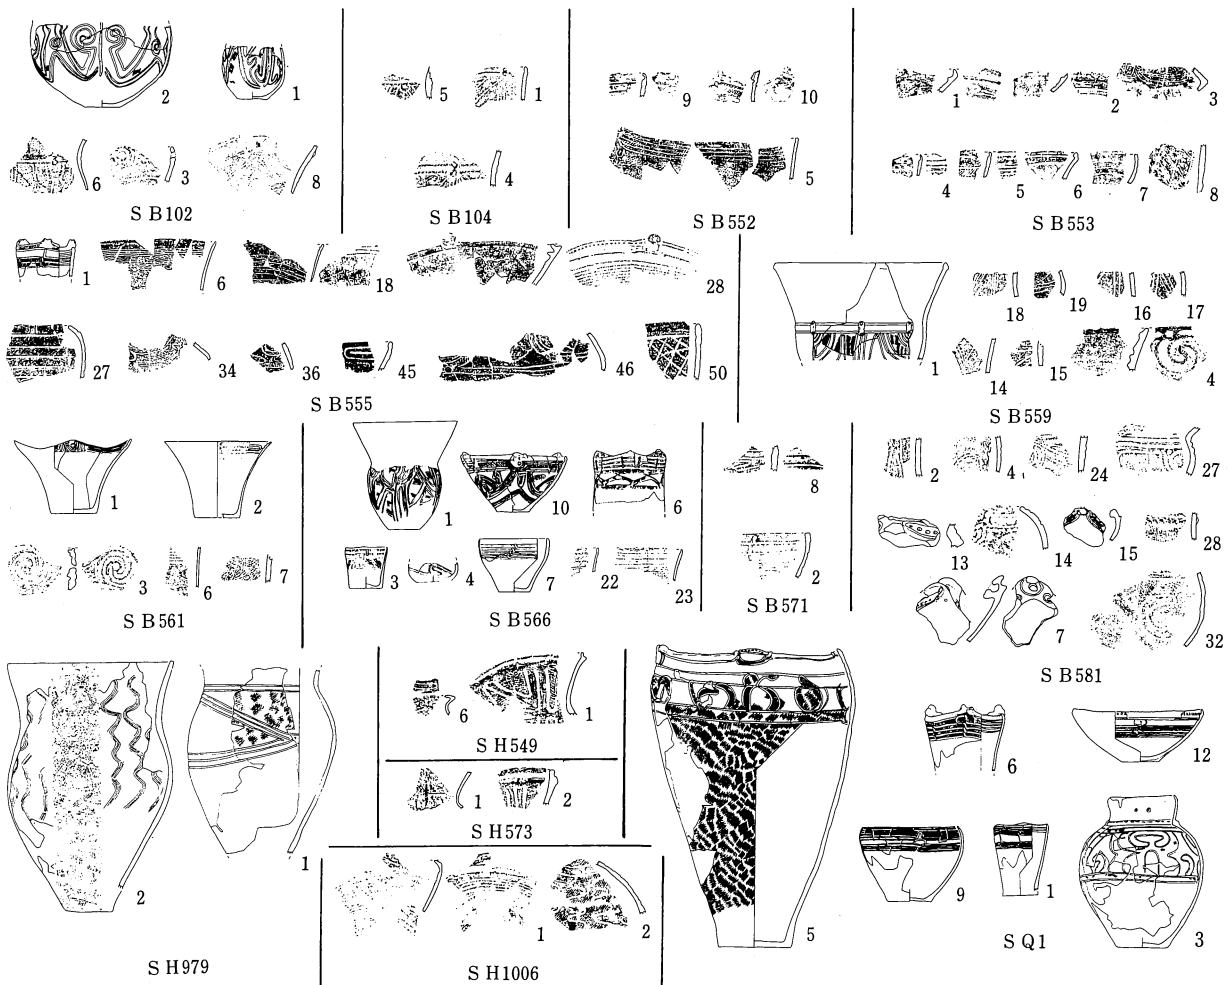 2 1
6 3 8
S B102
5 1
4
S B104
9 10
5
S B552
1 2 3
4 5 6 7 8
S B553
1 6 18 28
27 34 36 45 46 50
S B555
18 19 16 17
1 14 15 4
S B559
1 2
3 6 7
S B561
1 10 6
3 4 7 22 23
S B566
8
2
S B571
2 4 24 27
13 14 15 28
7 32
S B581
2 1
S H979
6 1
S H549
1 2
S H573
1 2
S H1006
5
6 12
9 1 3
S Q1